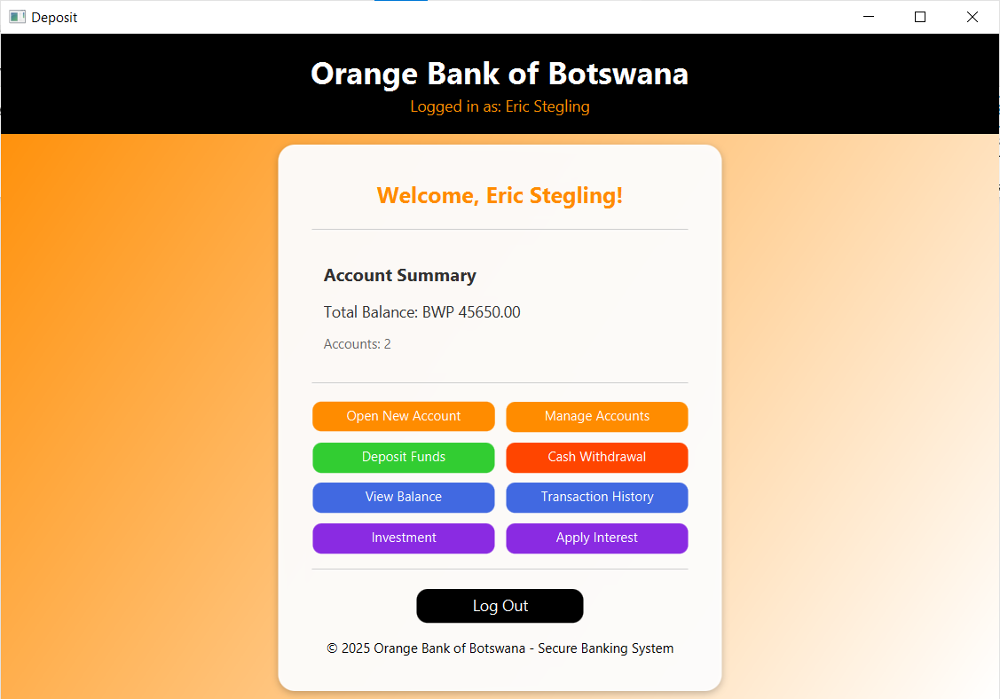 Deposit
Orange Bank of Botswana
Logged in as: Eric Stegling
Welcome, Eric Stegling!
Account Summary
Total Balance: BWP 45650.00
Accounts: 2
Open New Account Manage Accounts
Deposit Funds Cash Withdrawal
View Balance Transaction History
Investment Apply Interest
Log Out
© 2025 Orange Bank of Botswana - Secure Banking System